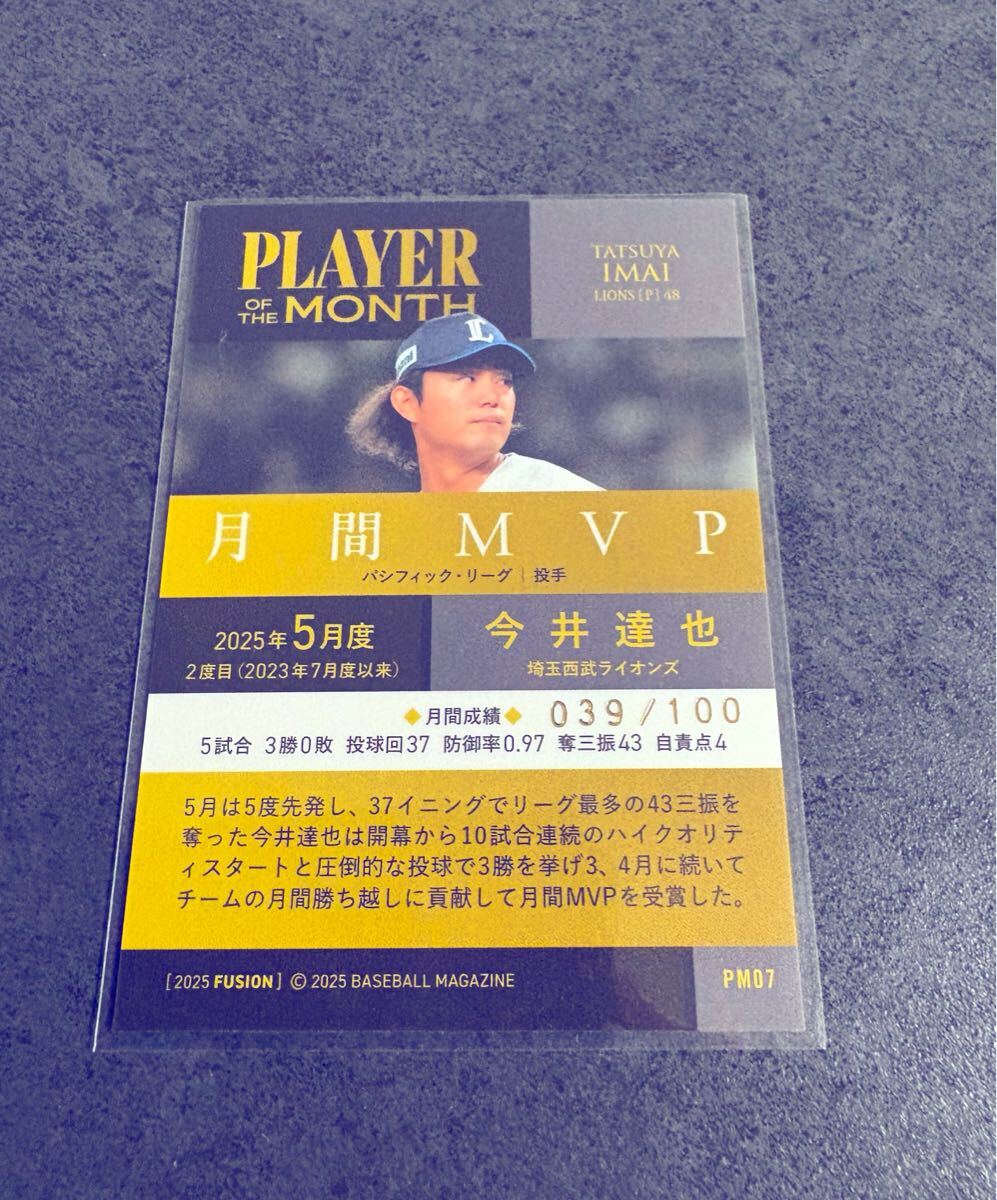 PLAYER
OF THE MONTH
TATSUYA
IMAI
LIONS [P] 48
L
月間MVP
パシフィック・リーグ | 投手
2025年5月度
2度目(2023年7月度以来)
今井達也
埼玉西武ライオンズ
◆月間成績◆ 039/100
5試合 3勝0敗 投球回37 防御率0.97 奪三振43 自責点4
5月は5度先発し、37イニングでリーグ最多の43三振を
奪った今井達也は開幕から10試合連続のハイクオリテ
ィスタートと圧倒的な投球で3勝を挙げ3、4月に続いて
チームの月間勝ち越しに貢献して月間MVPを受賞した。
[2025 FUSION] © 2025 BASEBALL MAGAZINE
PM07